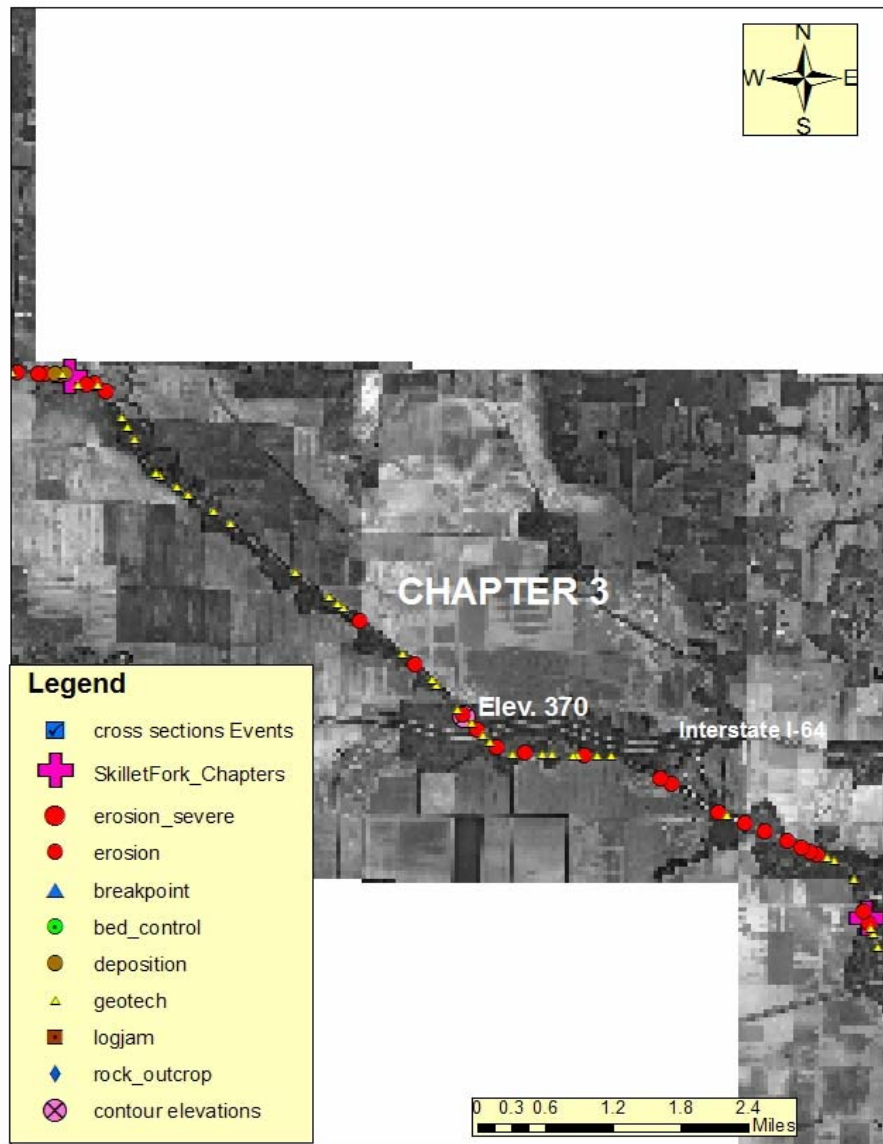 N
W E
S
CHAPTER 3
Elev. 370
Interstate I-64
Legend
cross sections Events
SkilletFork_Chapters
erosion_severe
erosion
breakpoint
bed_control
deposition
geotech
logjam
rock_outcrop
contour elevations
0 0.3 0.6 1.2 1.8 2.4
Miles